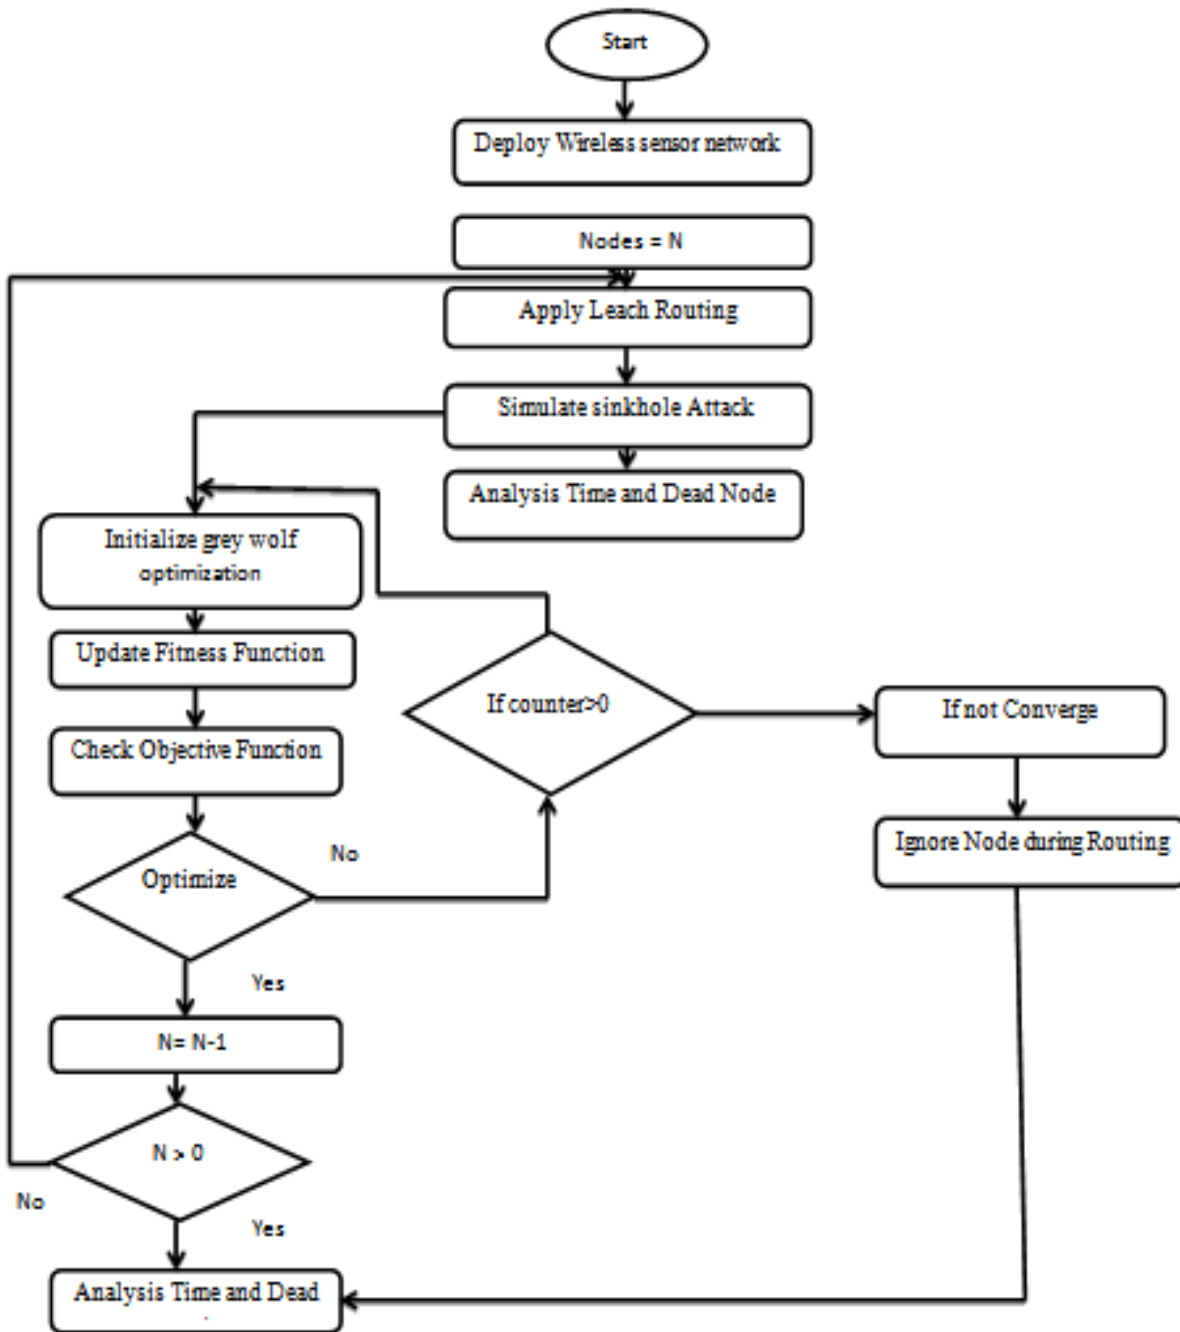 Start
Deploy Wireless sensor network
Nodes = N
Apply Leach Routing
Simulate sinkhole Attack
Analysis Time and Dead Node
Initialize grey wolf
optimization
Update Fitness Function
If counter>0
If not Converge
Check Objective Function
Ignore Node during Routing
No
Optimize
Yes
N= N-1
N > 0
No
Yes
Analysis Time and Dead